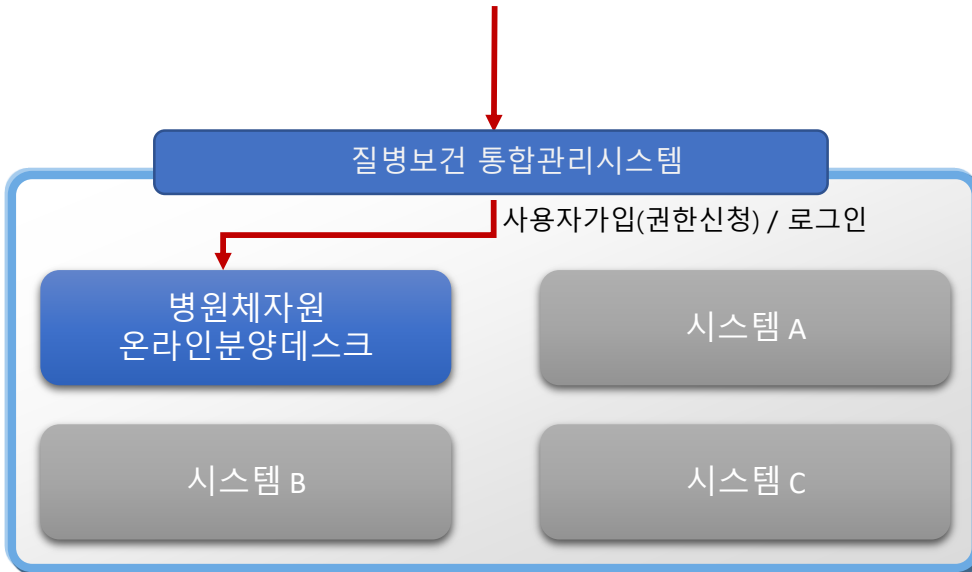 질병보건 통합관리시스템
사용자가입(권한신청) / 로그인
병원체자원
온라인분양데스크
시스템 A
시스템 B
시스템 C